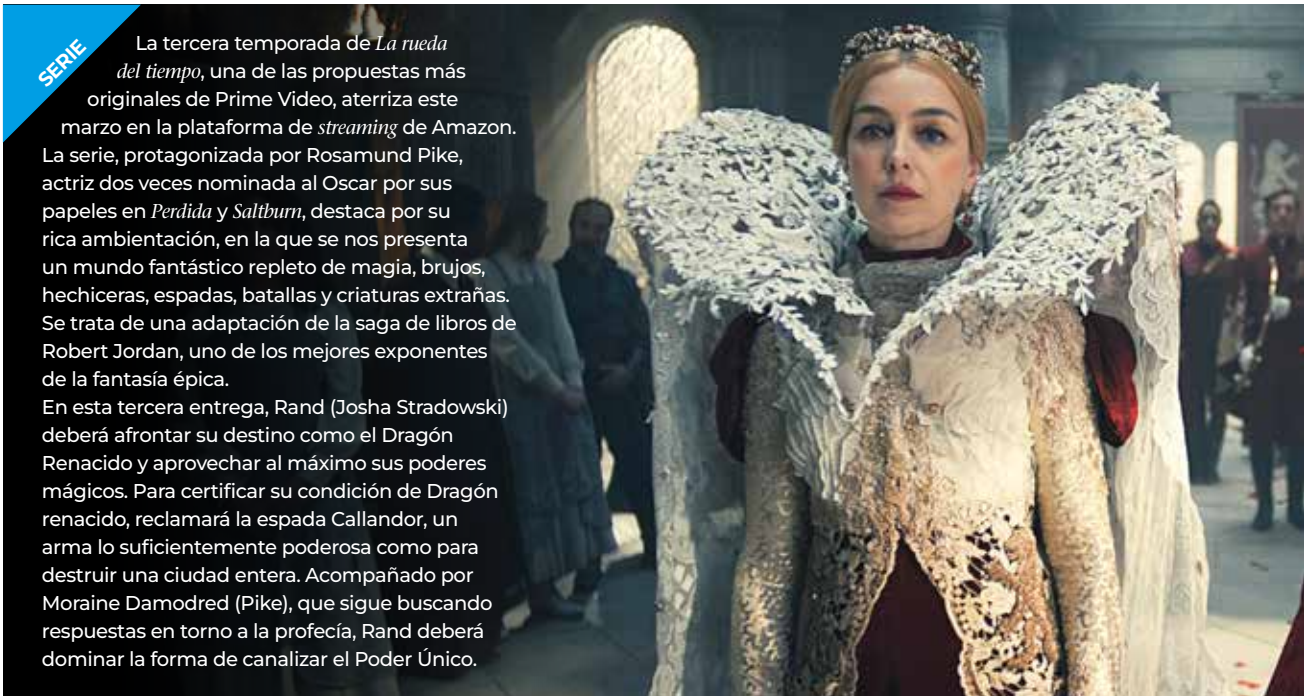 SERIE
La tercera temporada de La rueda
del tiempo, una de las propuestas más
originales de Prime Video, aterriza este
marzo en la plataforma de streaming de Amazon.
La serie, protagonizada por Rosamund Pike,
actriz dos veces nominada al Oscar por sus
papeles en Perdida y Saltburn, destaca por su
rica ambientación, en la que se nos presenta
un mundo fantástico repleto de magia, brujos,
hechiceras, espadas, batallas y criaturas extrañas.
Se trata de una adaptación de la saga de libros de
Robert Jordan, uno de los mejores exponentes
de la fantasía épica.
En esta tercera entrega, Rand (Josha Stradowski)
deberá afrontar su destino como el Dragón
Renacido y aprovechar al máximo sus poderes
mágicos. Para certificar su condición de Dragón
renacido, reclamará la espada Callandor, un
arma lo suficientemente poderosa como para
destruir una ciudad entera. Acompañado por
Moraine Damodred (Pike), que sigue buscando
respuestas en torno a la profecía, Rand deberá
dominar la forma de canalizar el Poder Único.